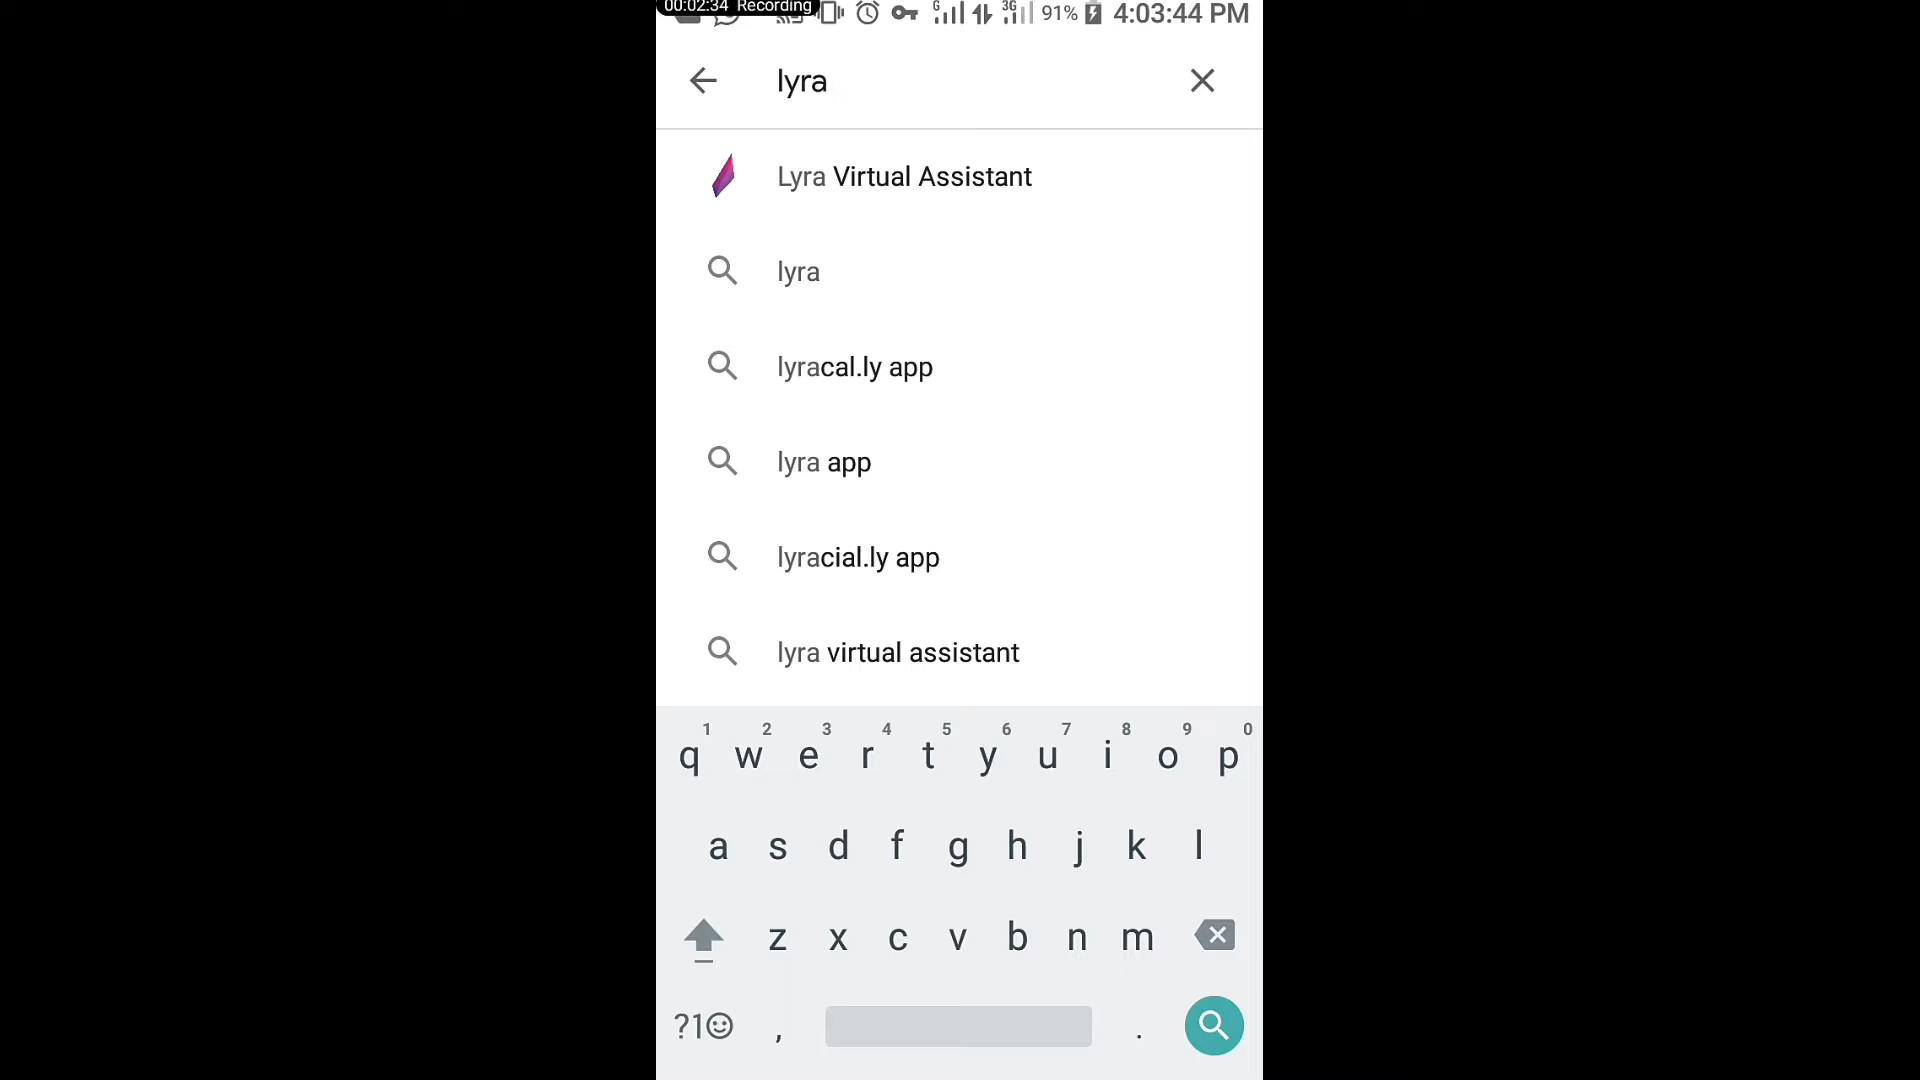 00:02:34 Recording
G 3G 91% 4:03:44 PM
lyra
Lyra Virtual Assistant
lyra
lyracal.ly app
lyra app
lyracial.ly app
lyra virtual assistant
1 2 3 4 5 6 7 8 9 0
q w e r t y u i o p
a s d f g h j k l
z x c v b n m
?1☺ , .